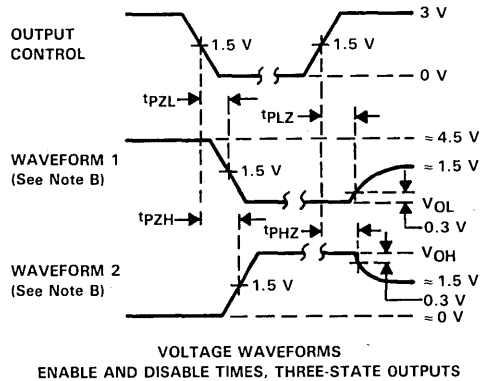 OUTPUT
CONTROL
3 V
1.5 V
1.5 V
0 V
tPZL
tPLZ
≈ 4.5 V
WAVEFORM 1
(See Note B)
1.5 V
≈ 1.5 V
VOL
0.3 V
tPZH
tPHZ
VOH
WAVEFORM 2
(See Note B)
1.5 V
≈ 1.5 V
0.3 V
≈ 0 V
VOLTAGE WAVEFORMS
ENABLE AND DISABLE TIMES, THREE-STATE OUTPUTS